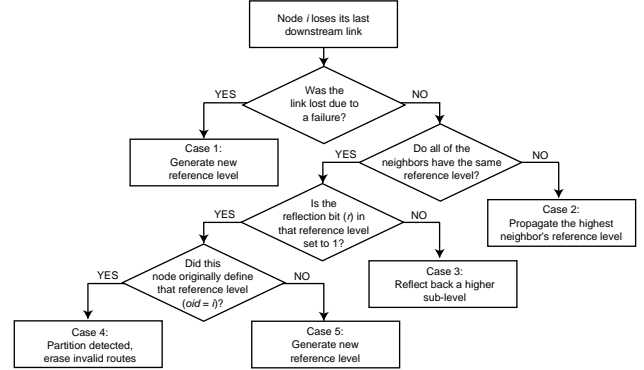 Node i loses its last
downstream link
Was the
link lost due to
a failure?
YES
NO
Case 1:
Generate new
reference level
Do all of the
neighbors have the same
reference level?
YES
NO
Case 2:
Propagate the highest
neighbor's reference level
Is the
reflection bit (r) in
that reference level
set to 1?
YES
NO
Case 3:
Reflect back a higher
sub-level
Did this
node originally define
that reference level
(oid = i)?
YES
NO
Case 4:
Partition detected,
erase invalid routes
Case 5:
Generate new
reference level